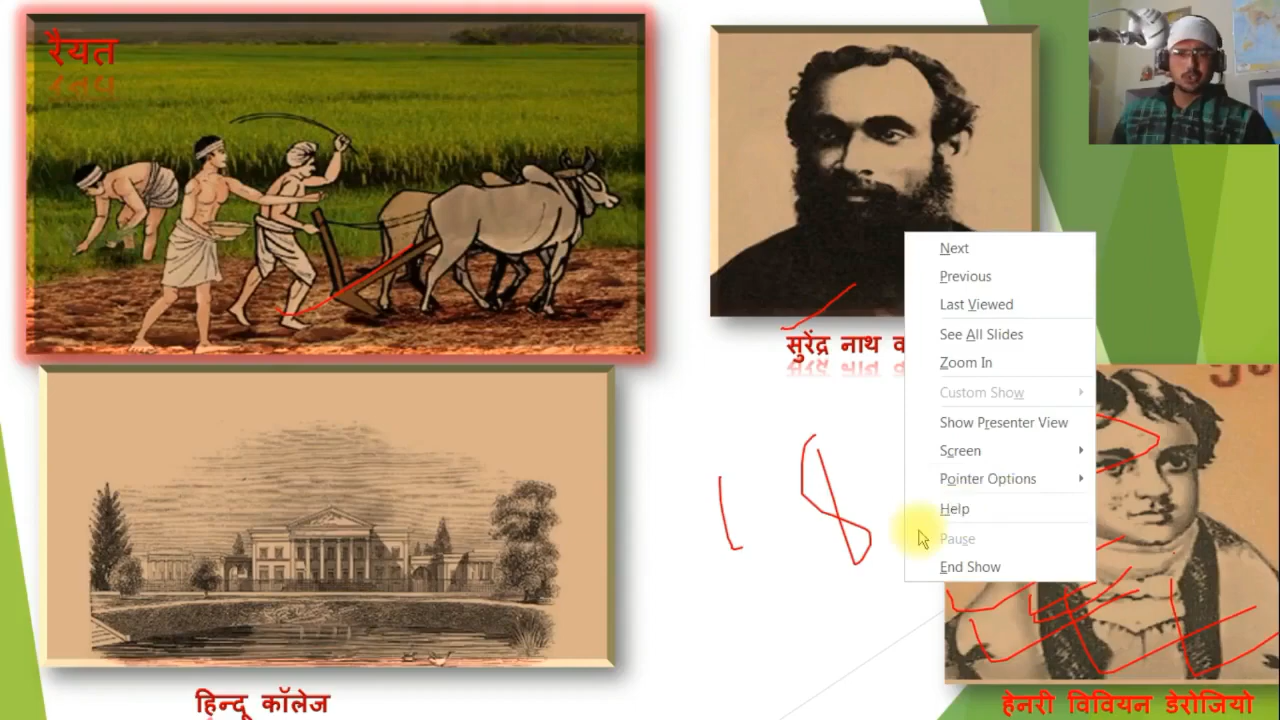 रैयत
सुरेंद्र नाथ
Next
Previous
Last Viewed
See All Slides
Zoom In
Custom Show
Show Presenter View
Screen
Pointer Options
Help
Pause
End Show
18
हिन्दू कॉलेज
हेनरी विवियन डेरोजियो